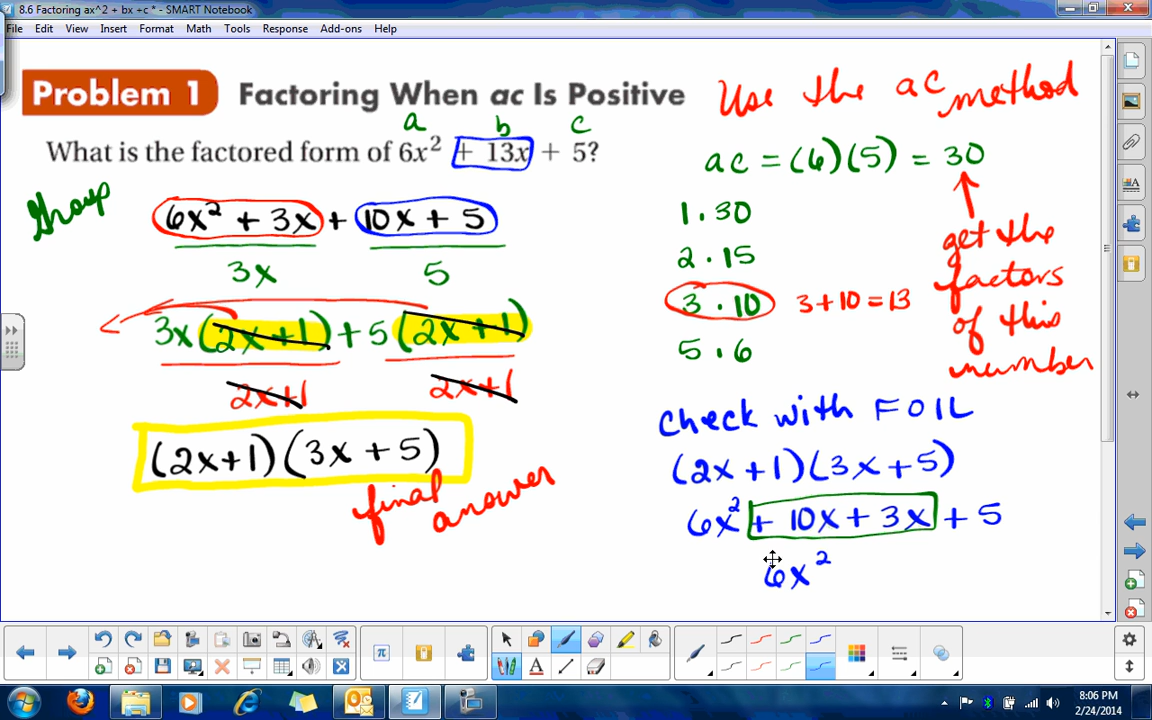 8.6 Factoring ax^2 + bx +c * - SMART Notebook
File Edit View Insert Format Math Tools Response Add-ons Help
Problem 1 Factoring When ac Is Positive
Use the ac method
a b c
What is the factored form of 6x² + 13x + 5?
ac = (6)(5) = 30
Group
6x² + 3x + 10x + 5
3x 5
3x(2x+1) + 5(2x+1)
2x+1 2x+1
(2x+1)(3x+5)
final answer
1 · 30
2 · 15
3 · 10 3+10=13
5 · 6
get the
factors
of this
number
Check with FOIL
(2x+1)(3x+5)
6x² + 10x + 3x + 5
6x²
π
A
8:06 PM
2/24/2014